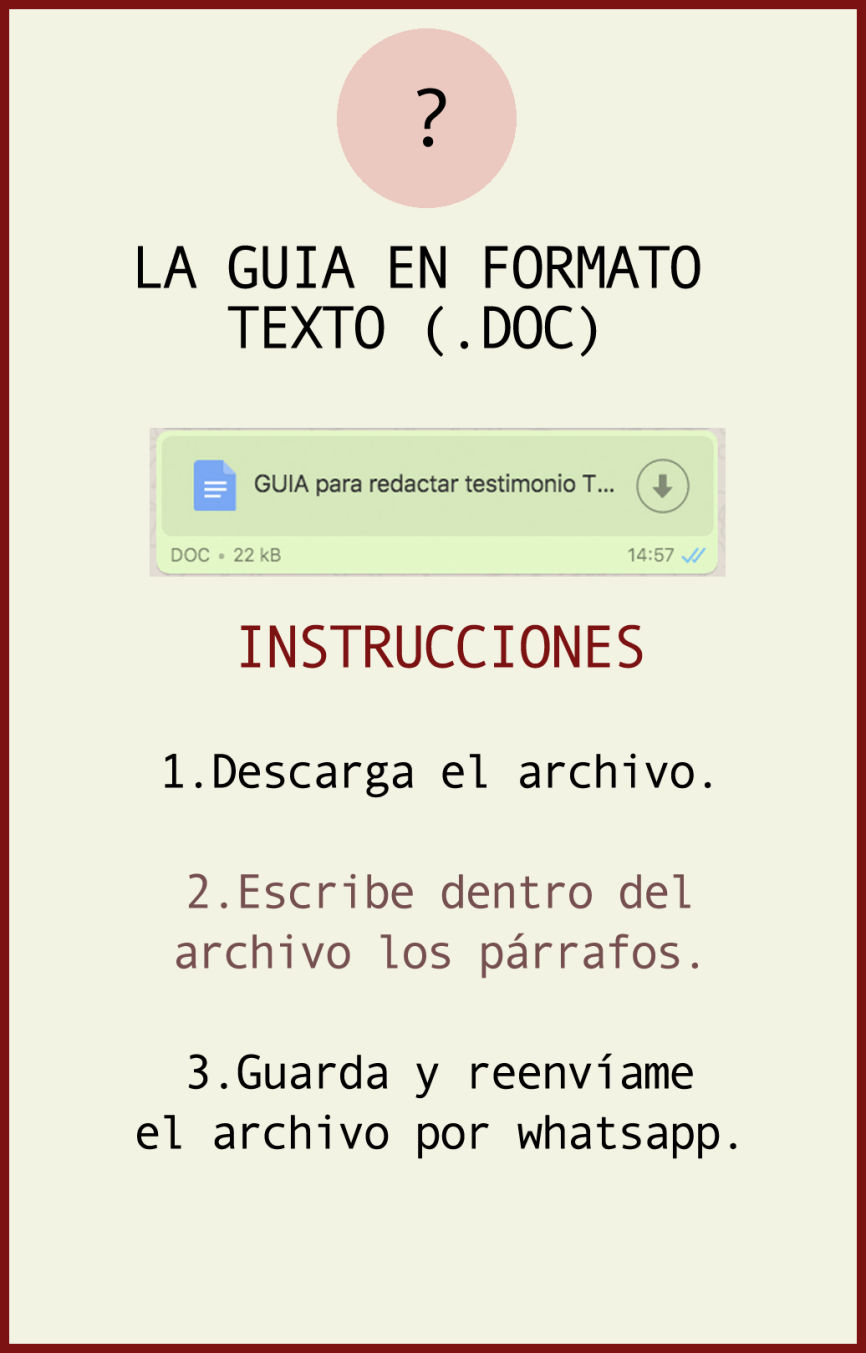 ?
LA GUIA EN FORMATO
TEXTO (.DOC)
GUIA para redactar testimonio T...
DOC • 22 kB 14:57
INSTRUCCIONES
1.Descarga el archivo.
2.Escribe dentro del
archivo los párrafos.
3.Guarda y reenvíame
el archivo por whatsapp.